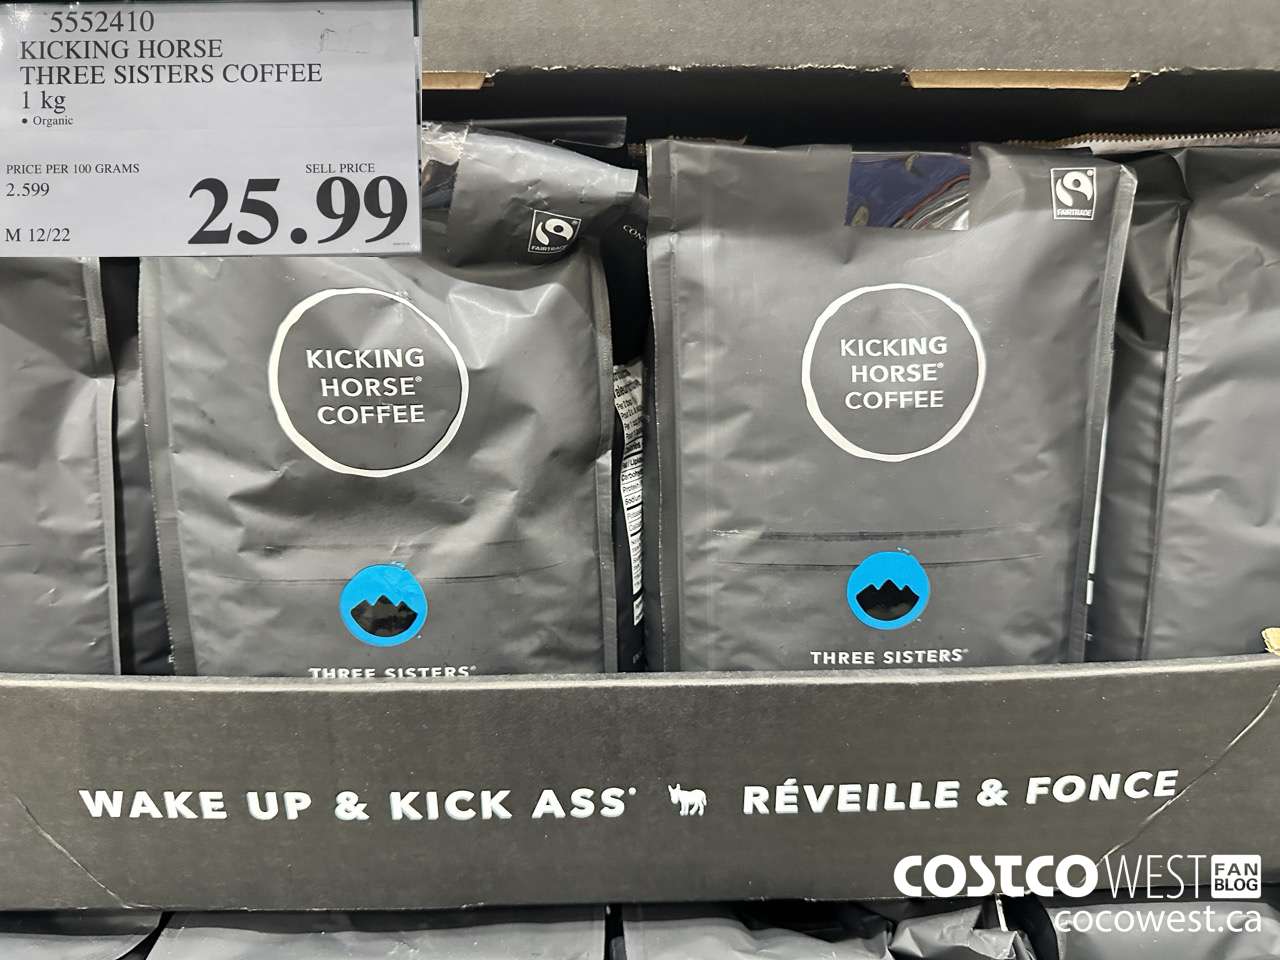 5552410
KICKING HORSE
THREE SISTERS COFFEE
1 kg
• Organic
PRICE PER 100 GRAMS
2.599
SELL PRICE
25.99
M 12/22
FAIRTRADE
KICKING
HORSE®
COFFEE
THREE SISTERS®
FAIRTRADE
KICKING
HORSE®
COFFEE
THREE SISTERS®
WAKE UP & KICK ASS® RÉVEILLE & FONCE
COSTCO WEST FAN BLOG
cocowest.ca